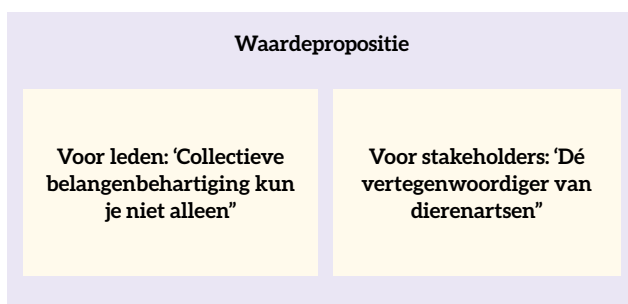 Waardepropositie
Voor leden: ‘Collectieve
belangenbehartiging kun
je niet alleen”
Voor stakeholders: ‘Dé
vertegenwoordiger van
dierenartsen”